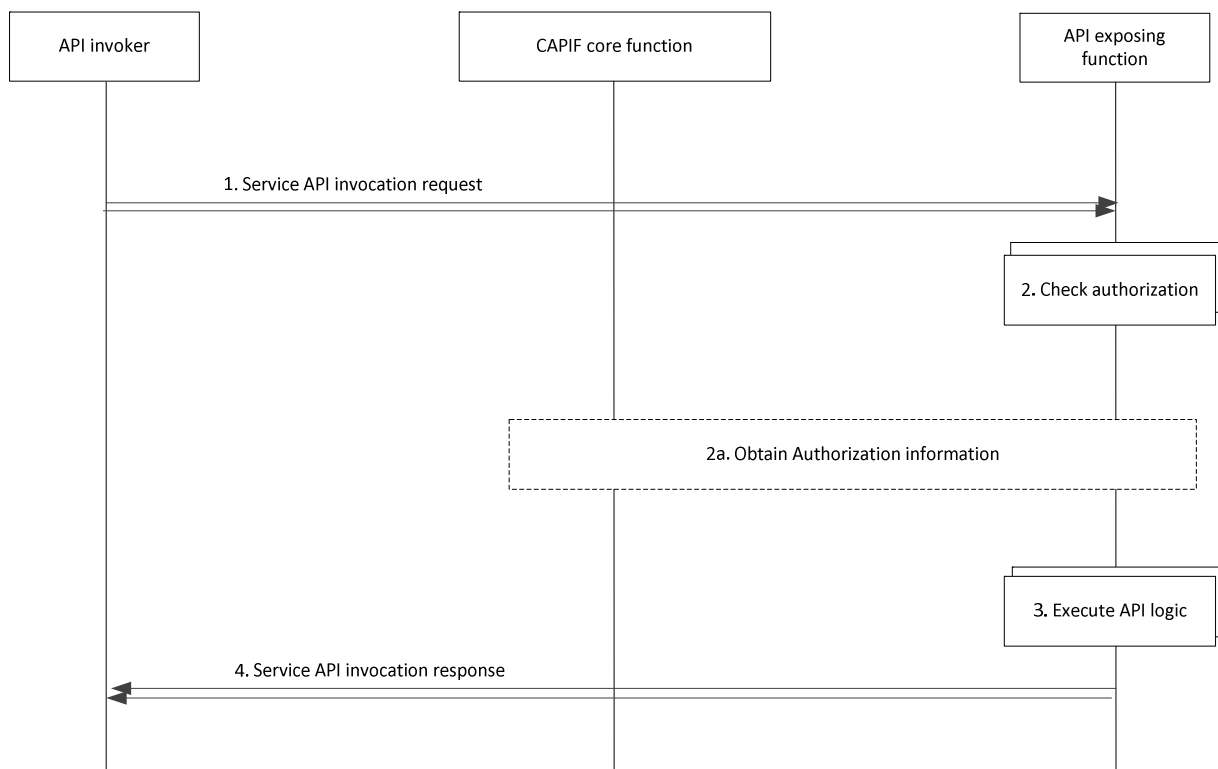 API invoker
CAPIF core function
API exposing
function
1. Service API invocation request
2. Check authorization
2a. Obtain Authorization information
3. Execute API logic
4. Service API invocation response